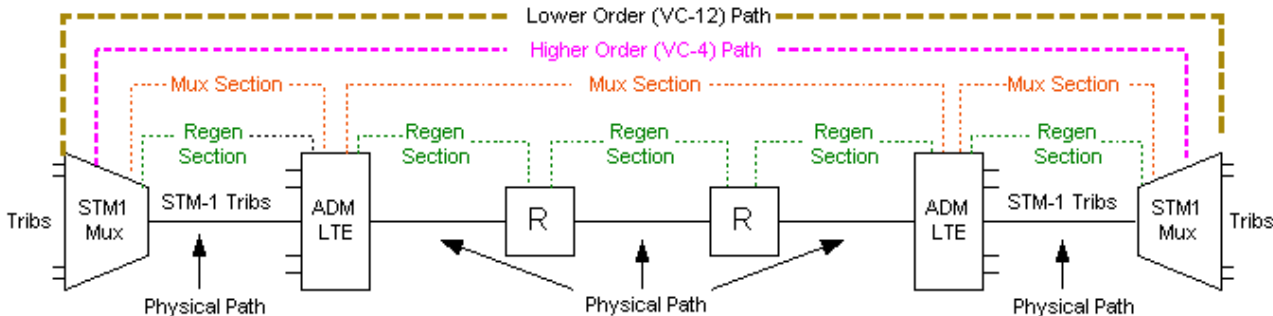 Lower Order (VC-12) Path
Higher Order (VC-4) Path
Mux Section
Mux Section
Mux Section
Regen
Section
Regen
Section
Regen
Section
Regen
Section
Regen
Section
Tribs
STM1
Mux
STM-1 Tribs
ADM
LTE
R
R
ADM
LTE
STM-1 Tribs
STM1
Mux
Tribs
Physical Path
Physical Path
Physical Path